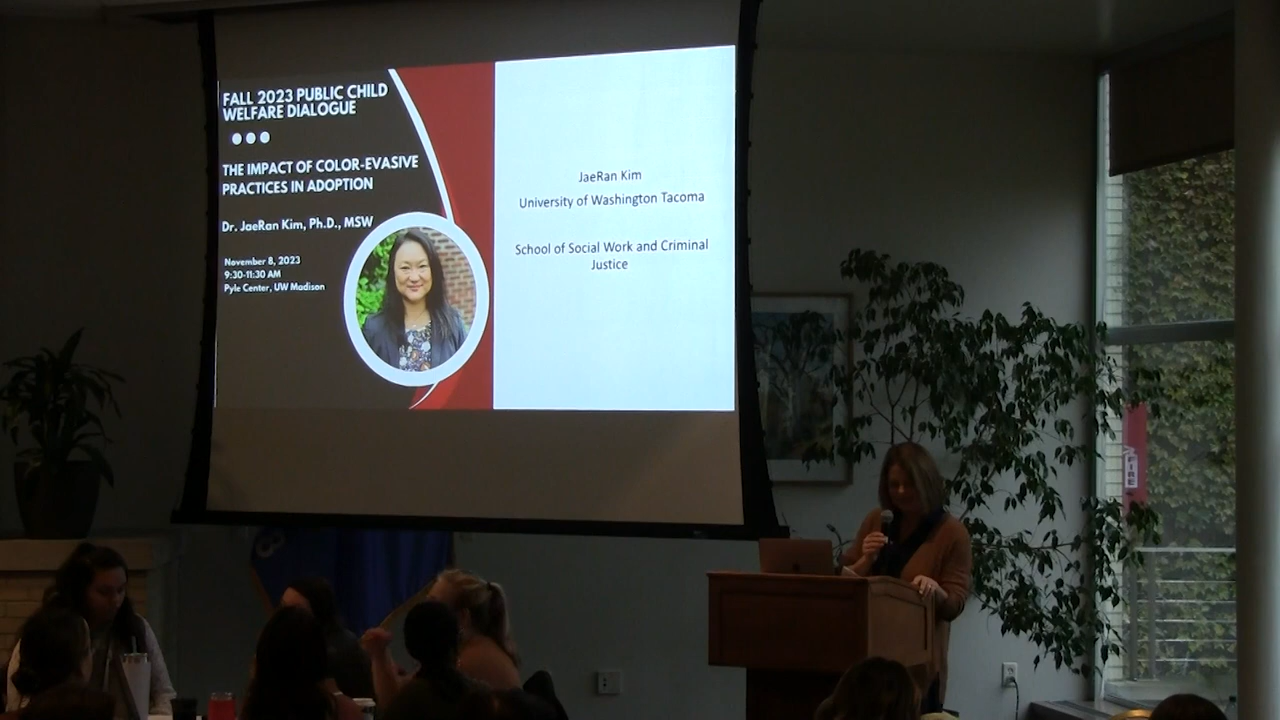 FALL 2023 PUBLIC CHILD
WELFARE DIALOGUE
THE IMPACT OF COLOR-EVASIVE
PRACTICES IN ADOPTION
Dr. JaeRan Kim, Ph.D., MSW
November 8, 2023
9:30-11:30 AM
Pyle Center, UW Madison
JaeRan Kim
University of Washington Tacoma
School of Social Work and Criminal
Justice
FIRE